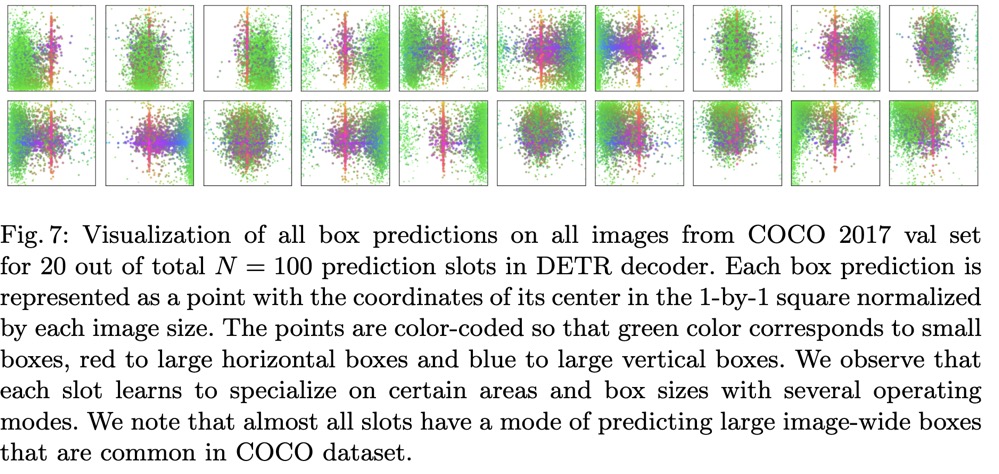 Fig. 7: Visualization of all box predictions on all images from COCO 2017 val set
for 20 out of total N = 100 prediction slots in DETR decoder. Each box prediction is
represented as a point with the coordinates of its center in the 1-by-1 square normalized
by each image size. The points are color-coded so that green color corresponds to small
boxes, red to large horizontal boxes and blue to large vertical boxes. We observe that
each slot learns to specialize on certain areas and box sizes with several operating
modes. We note that almost all slots have a mode of predicting large image-wide boxes
that are common in COCO dataset.